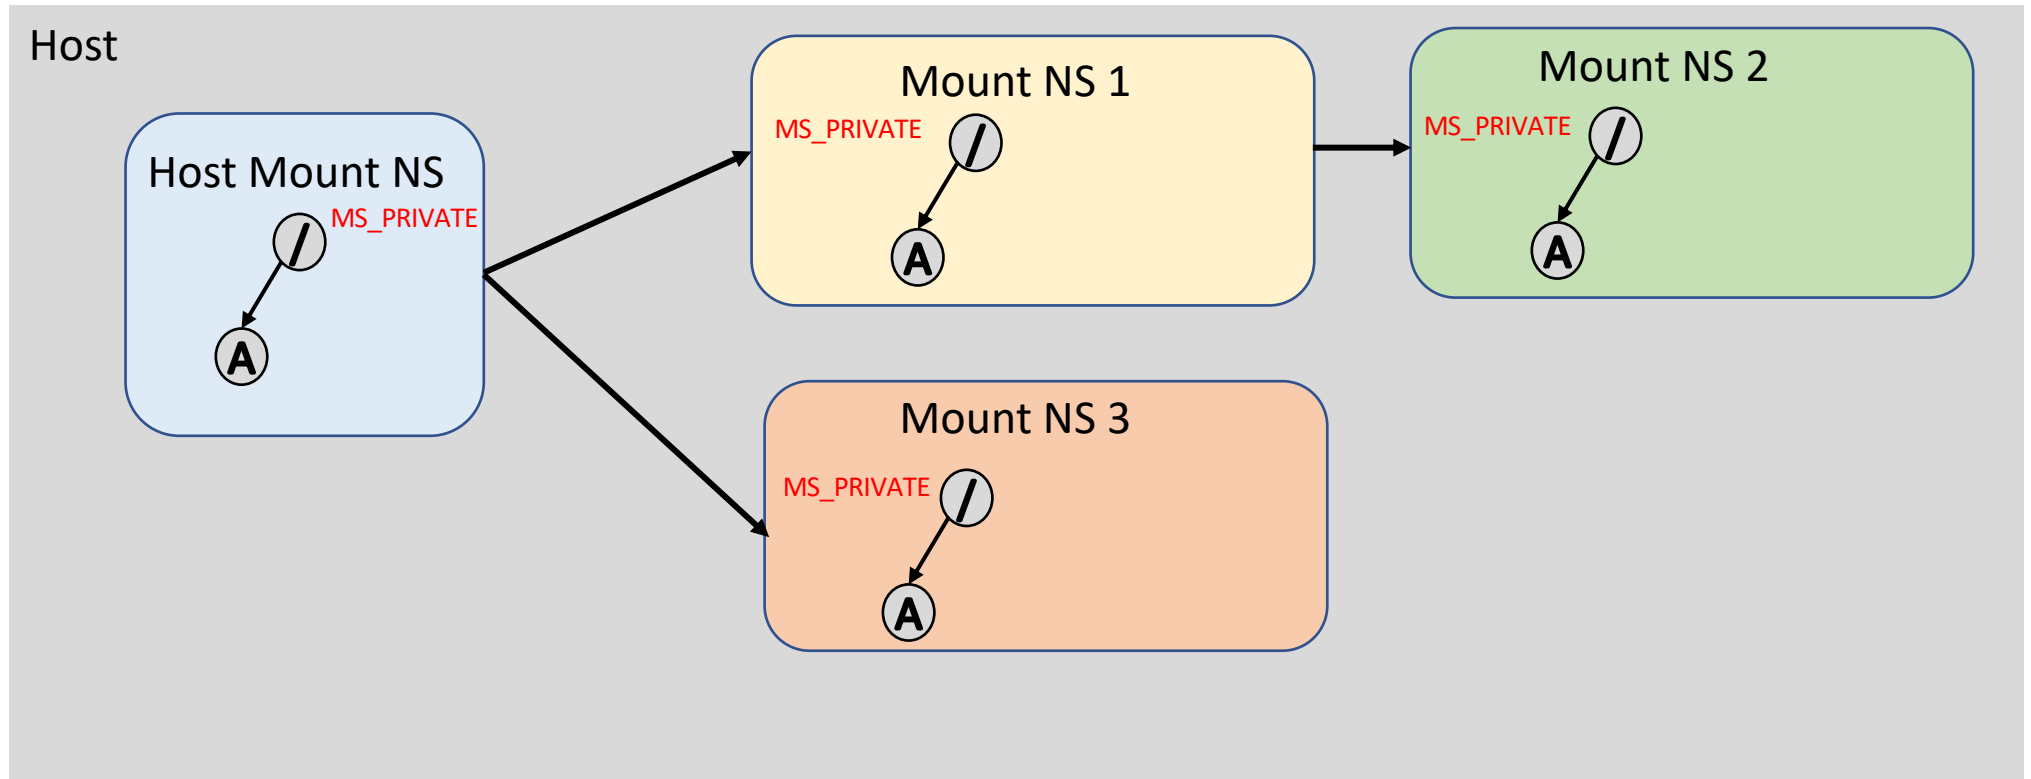 Host
Host Mount NS
/
MS_PRIVATE
A
Mount NS 1
MS_PRIVATE
/
A
Mount NS 2
MS_PRIVATE
/
A
Mount NS 3
MS_PRIVATE
/
A